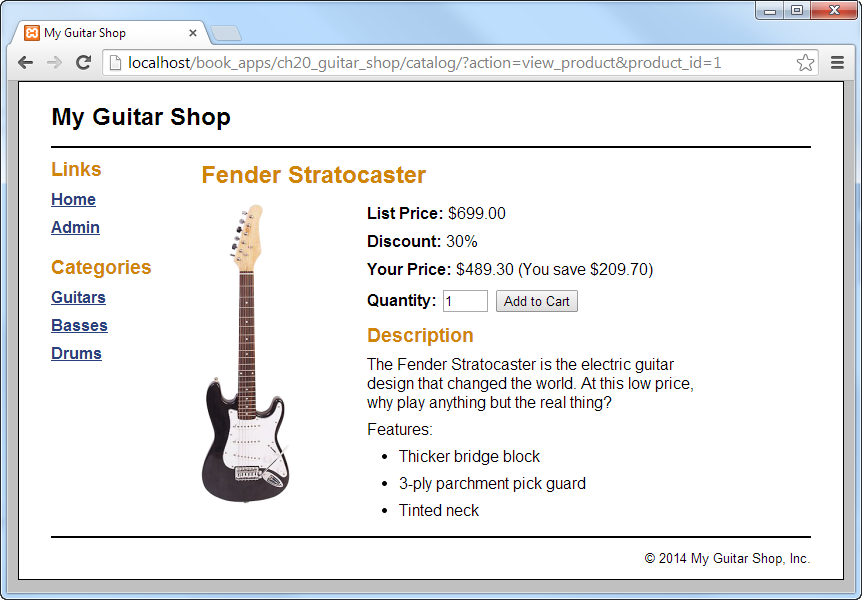 My Guitar Shop
localhost/book_apps/ch20_guitar_shop/catalog/?action=view_product&product_id=1
My Guitar Shop
Links
Home
Admin
Categories
Guitars
Basses
Drums
Fender Stratocaster
List Price: $699.00
Discount: 30%
Your Price: $489.30 (You save $209.70)
Quantity: 1 Add to Cart
Description
The Fender Stratocaster is the electric guitar
design that changed the world. At this low price,
why play anything but the real thing?
Features:
• Thicker bridge block
• 3-ply parchment pick guard
• Tinted neck
© 2014 My Guitar Shop, Inc.